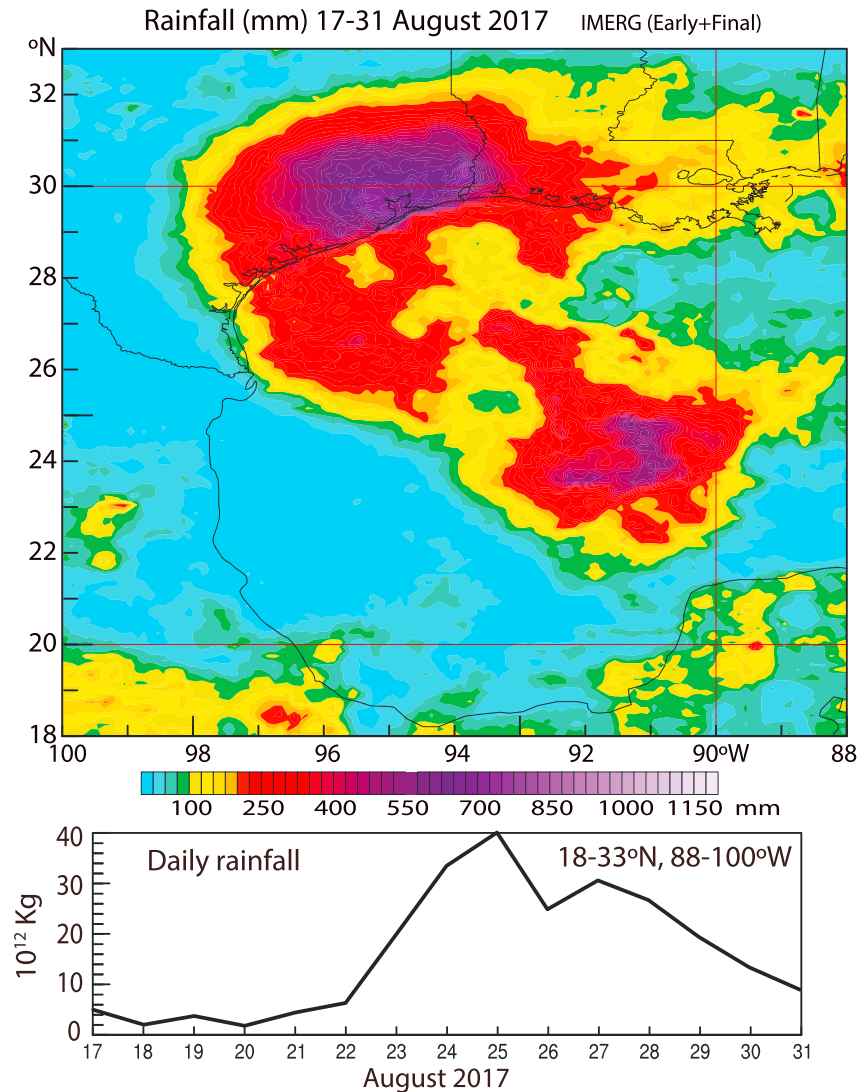 Rainfall (mm) 17-31 August 2017 IMERG (Early+Final)
ºN
32
30
28
26
24
22
20
18
100 98 96 94 92 90ºW 88
100 250 400 550 700 850 1000 1150 mm
Daily rainfall 18-33ºN, 88-100ºW
40
30
20
10
0
10¹² Kg
17 18 19 20 21 22 23 24 25 26 27 28 29 30 31
August 2017